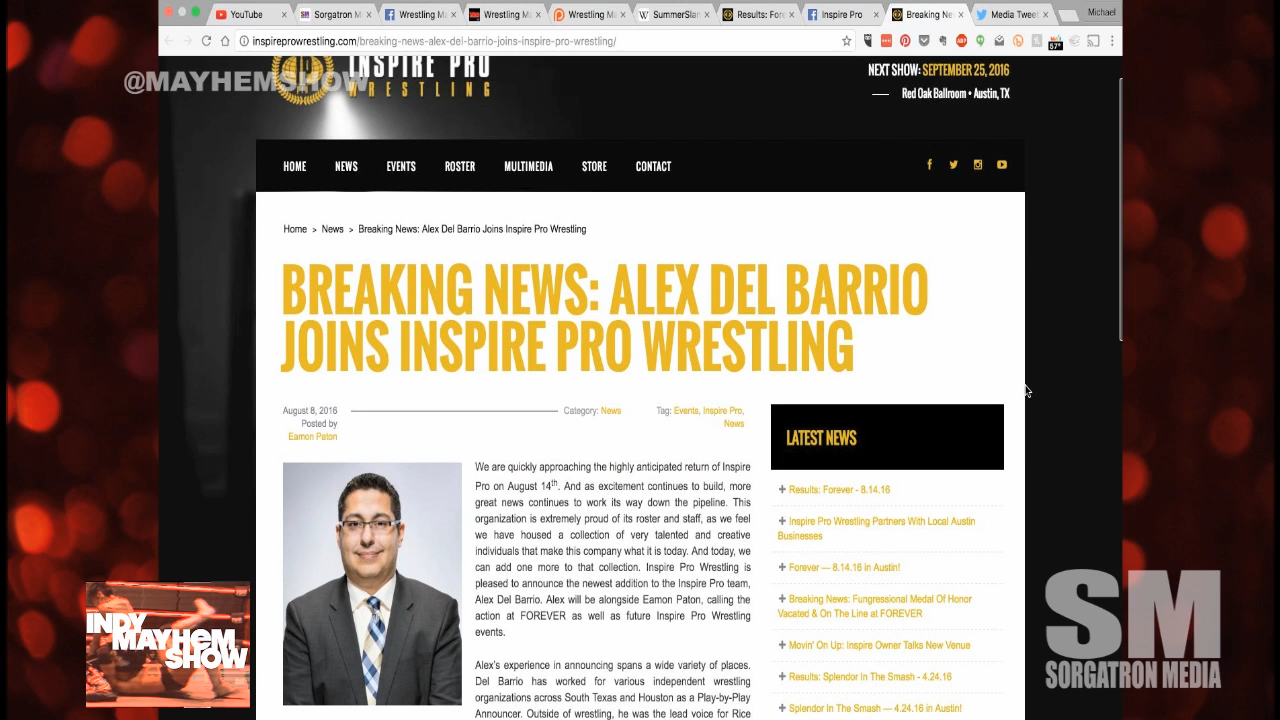 YouTube
Sorgatron M
Wrestling Ma
Wrestling Ma
Wrestling Ma
SummerSlam
Results: Fore
Inspire Pro
Breaking Ne
Media Tweet
Michael
inspireprowrestling.com/breaking-news-alex-del-barrio-joins-inspire-pro-wrestling/
57°
@MAYHEMSHOW
INSPIRE PRO
WRESTLING
NEXT SHOW: SEPTEMBER 25, 2016
Red Oak Ballroom • Austin, TX
HOME NEWS EVENTS ROSTER MULTIMEDIA STORE CONTACT
Home > News > Breaking News: Alex Del Barrio Joins Inspire Pro Wrestling
BREAKING NEWS: ALEX DEL BARRIO
JOINS INSPIRE PRO WRESTLING
August 8, 2016
Posted by
Eamon Paton
Category: News
Tag: Events, Inspire Pro,
News
We are quickly approaching the highly anticipated return of Inspire
Pro on August 14th. And as excitement continues to build, more
great news continues to work its way down the pipeline. This
organization is extremely proud of its roster and staff, as we feel
we have housed a collection of very talented and creative
individuals that make this company what it is today. And today, we
can add one more to that collection. Inspire Pro Wrestling is
pleased to announce the newest addition to the Inspire Pro team,
Alex Del Barrio. Alex will be alongside Eamon Paton, calling the
action at FOREVER as well as future Inspire Pro Wrestling
events.
Alex's experience in announcing spans a wide variety of places.
Del Barrio has worked for various independent wrestling
organizations across South Texas and Houston as a Play-by-Play
Announcer. Outside of wrestling, he was the lead voice for Rice
LATEST NEWS
Results: Forever - 8.14.16
Inspire Pro Wrestling Partners With Local Austin
Businesses
Forever — 8.14.16 in Austin!
Breaking News: Fungressional Medal Of Honor
Vacated & On The Line at FOREVER
Movin' On Up: Inspire Owner Talks New Venue
Results: Splendor In The Smash - 4.24.16
Splendor In The Smash — 4.24.16 in Austin!
INDY
MAYHEM
SHOW
SM
SORGATRON MEDIA